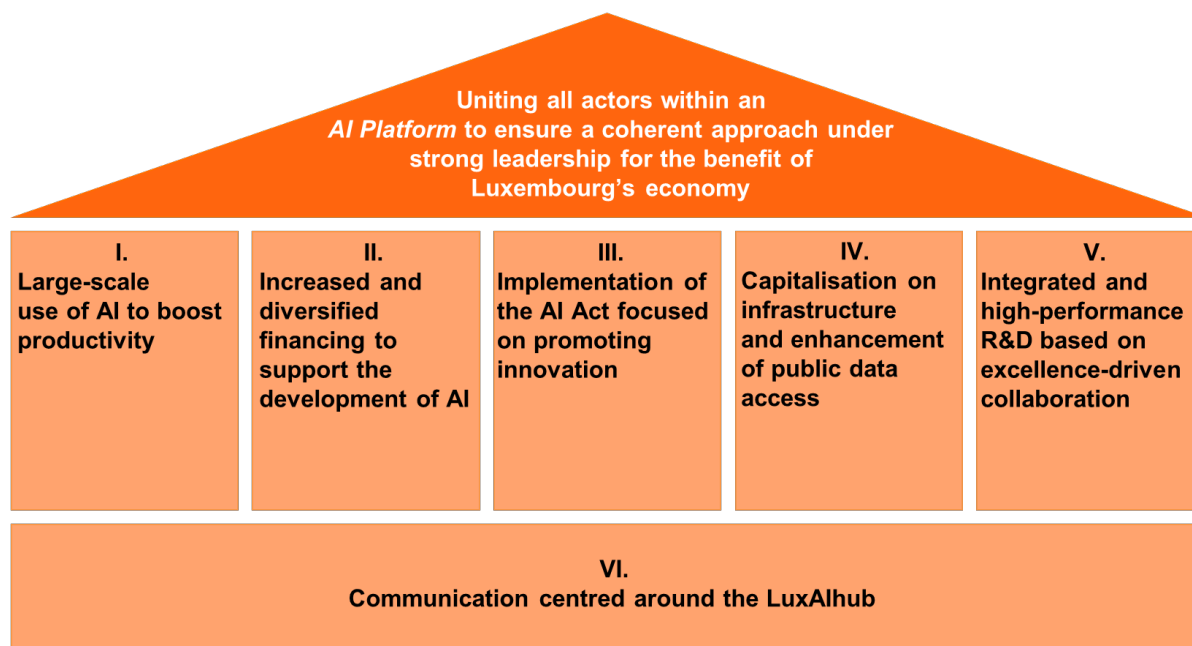 Uniting all actors within an
AI Platform to ensure a coherent approach under
strong leadership for the benefit of
Luxembourg's economy
I.
Large-scale
use of AI to boost
productivity
II.
Increased and
diversified
financing to
support the
development of AI
III.
Implementation of
the AI Act focused
on promoting
innovation
IV.
Capitalisation on
infrastructure
and enhancement
of public data
access
V.
Integrated and
high-performance
R&D based on
excellence-driven
collaboration
VI.
Communication centred around the LuxAIhub